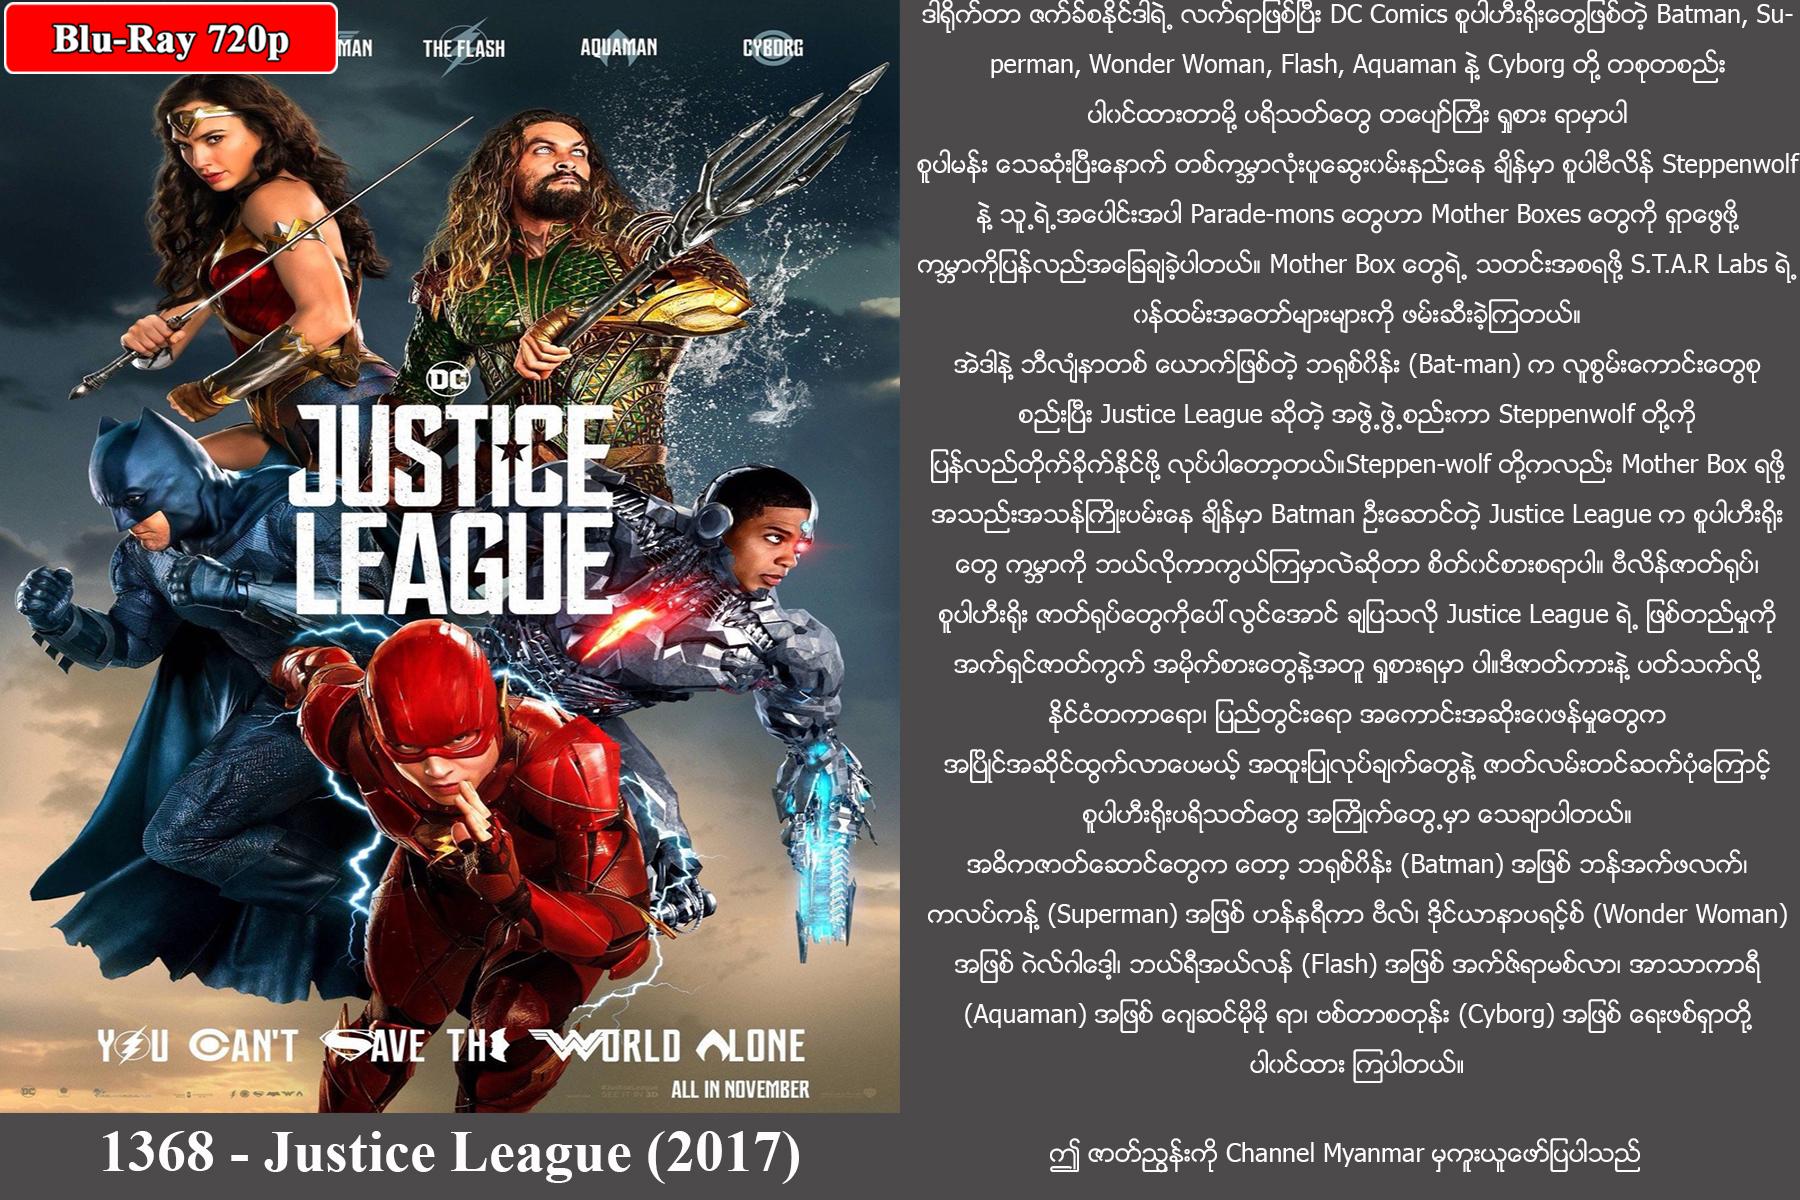 Blu-Ray 720p
MAN THE FLASH AQUAMAN CYBORG
DC
JUSTICE
LEAGUE
YOU CAN'T SAVE THE WORLD ALONE
#JusticeLeague
SEE IT IN 3D
ALL IN NOVEMBER
1368 - Justice League (2017)
ဒါရိုက်တာ ဇက်ခ်စနိုင်ဒါရဲ့ လက်ရာဖြစ်ပြီး DC Comics စူပါဟီးရိုးတွေဖြစ်တဲ့ Batman, Su-
perman, Wonder Woman, Flash, Aquaman နဲ့ Cyborg တို့ တစုတစည်း
ပါဝင်ထားတာမို့ ပရိသတ်တွေ တပျော်ကြီး ရှုစား ရာမှာပါ
စူပါမန်း သေဆုံးပြီးနောက် တစ်ကမ္ဘာလုံးပူဆွေးဝမ်းနည်းနေ ချိန်မှာ စူပါဗီလိန် Steppenwolf
နဲ့ သူ့ရဲ့အပေါင်းအပါ Parade-mons တွေဟာ Mother Boxes တွေကို ရှာဖွေဖို့
ကမ္ဘာကိုပြန်လည်အခြေချခဲ့ပါတယ်။ Mother Box တွေရဲ့ သတင်းအစရဖို့ S.T.A.R Labs ရဲ့
ဝန်ထမ်းအတော်များများကို ဖမ်းဆီးခဲ့ကြတယ်။
အဲဒါနဲ့ ဘီလျံနာတစ် ယောက်ဖြစ်တဲ့ ဘရုစ်ဝိန်း (Bat-man) က လူစွမ်းကောင်းတွေစု
စည်းပြီး Justice League ဆိုတဲ့ အဖွဲ့ဖွဲ့စည်းကာ Steppenwolf တို့ကို
ပြန်လည်တိုက်ခိုက်နိုင်ဖို့ လုပ်ပါတော့တယ်။Steppen-wolf တို့ကလည်း Mother Box ရဖို့
အသည်းအသန်ကြိုးပမ်းနေ ချိန်မှာ Batman ဦးဆောင်တဲ့ Justice League က စူပါဟီးရိုး
တွေ ကမ္ဘာကို ဘယ်လိုကာကွယ်ကြမှာလဲဆိုတာ စိတ်ဝင်စားစရာပါ။ ဗီလိန်ဇာတ်ရုပ်၊
စူပါဟီးရိုး ဇာတ်ရုပ်တွေကိုပေါ်လွင်အောင် ချပြသလို Justice League ရဲ့ ဖြစ်တည်မှုကို
အက်ရှင်ဇာတ်ကွက် အမိုက်စားတွေနဲ့အတူ ရှုစားရမှာ ပါ။ဒီဇာတ်ကားနဲ့ ပတ်သက်လို့
နိုင်ငံတကာရော၊ ပြည်တွင်းရော အကောင်းအဆိုးဝေဖန်မှုတွေက
အပြိုင်အဆိုင်ထွက်လာပေမယ့် အထူးပြုလုပ်ချက်တွေနဲ့ ဇာတ်လမ်းတင်ဆက်ပုံကြောင့်
စူပါဟီးရိုးပရိသတ်တွေ အကြိုက်တွေ့မှာ သေချာပါတယ်။
အဓိကဇာတ်ဆောင်တွေက တော့ ဘရုစ်ဝိန်း (Batman) အဖြစ် ဘန်အက်ဖလက်၊
ကလပ်ကန့် (Superman) အဖြစ် ဟန်နရီကာ ဗီလ်၊ ဒိုင်ယာနာပရင့်စ် (Wonder Woman)
အဖြစ် ဂဲလ်ဂါဒေါ့၊ ဘယ်ရီအယ်လန် (Flash) အဖြစ် အက်ဇ်ရာမစ်လာ၊ အာသာကာရီ
(Aquaman) အဖြစ် ဂျေဆင်မိုမို ရာ၊ ဗစ်တာစတုန်း (Cyborg) အဖြစ် ရေးဖစ်ရှာတို့
ပါဝင်ထား ကြပါတယ်။
ဤ ဇာတ်ညွှန်းကို Channel Myanmar မှကူးယူဖော်ပြပါသည်